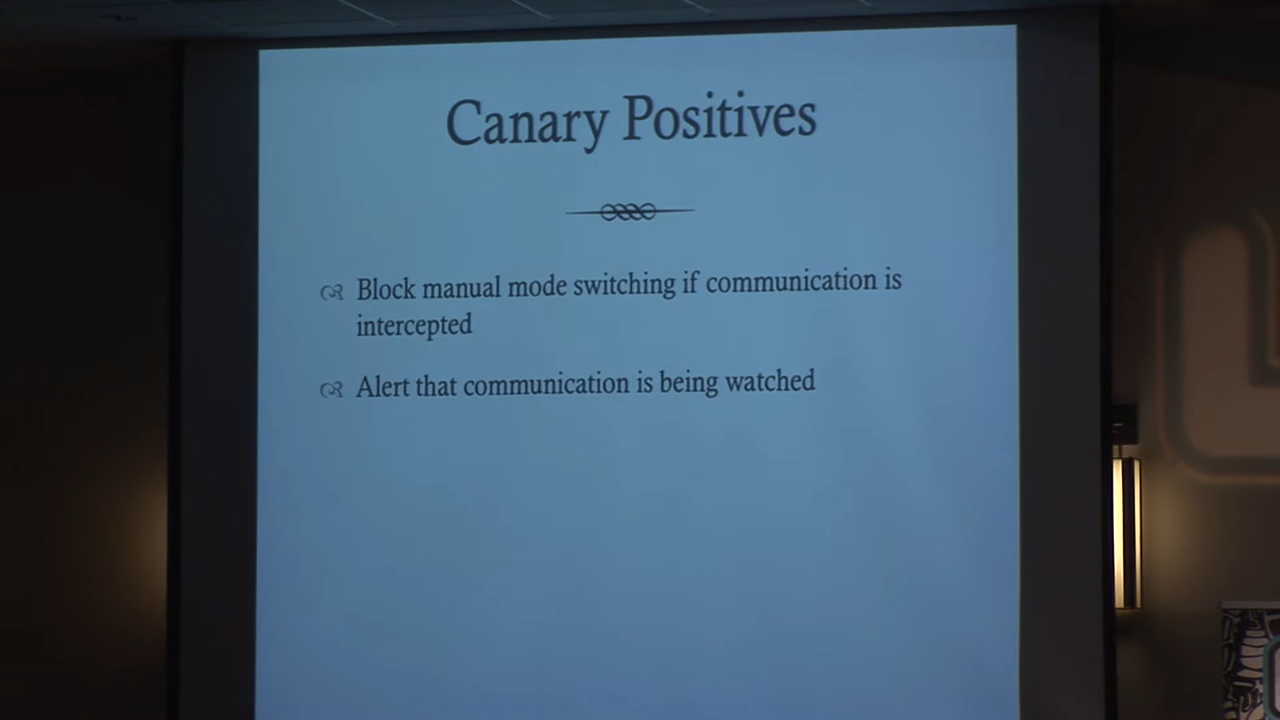 Canary Positives
Block manual mode switching if communication is
intercepted
Alert that communication is being watched